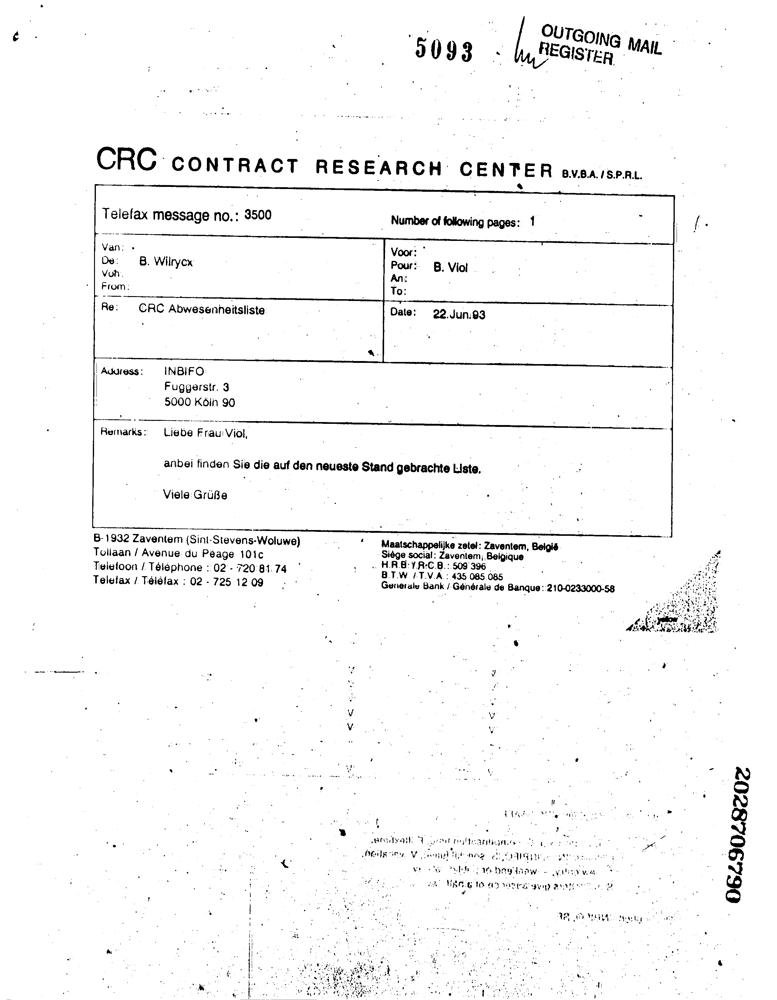 5093
OUTGOING MAIL
REGISTER
CRC CONTRACT RESEARCH CENTER B.V.B.A. / S.P.R.L.
Telefax message no.: 3500
Number of following pages: 1
1.
Van:
De: B. Wilrycx
Voh:
From:
Voor:
Pour: B. Viol
An:
To:
Re: CRC Abwesenheitsliste
Date: 22.Jun.93
Address: INBIFO
Fuggerstr. 3
5000 Köln 90
Remarks: Liebe Frau Viol,
anbei finden Sie die auf den neueste Stand gebrachte Liste.
Viele Grüße
B-1932 Zaventem (Sint-Stevens-Woluwe)
Tollaan / Avenue du Péage 101c
Telefoon / Téléphone : 02 - 720 81 74
Telefax / Téléfax : 02 - 725 12 09
Maatschappelijke zetel: Zaventem, België
Siège social: Zaventem, Belgique
H.R.B. / R.C.B.: 509 396
B.T.W. / T.V.A.: 435 085 085
Generale Bank / Générale de Banque: 210-0233000-58
yellow
V
V
V
V
2028706790